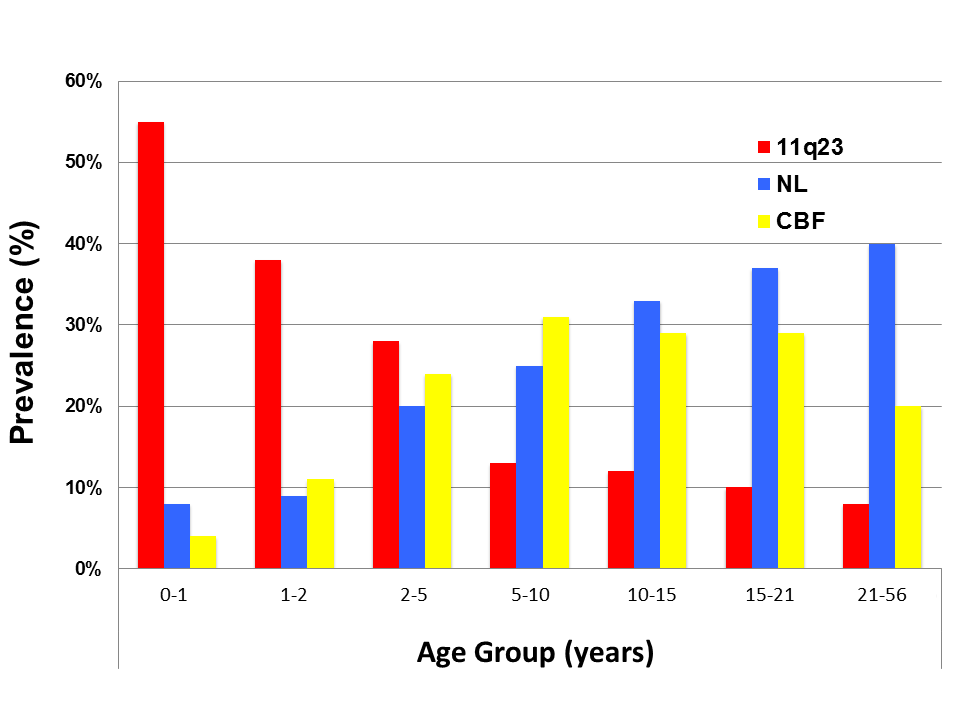 60%
50%
40%
30%
20%
10%
0%
Prevalence (%)
11q23
NL
CBF
0-1 1-2 2-5 5-10 10-15 15-21 21-56
Age Group (years)